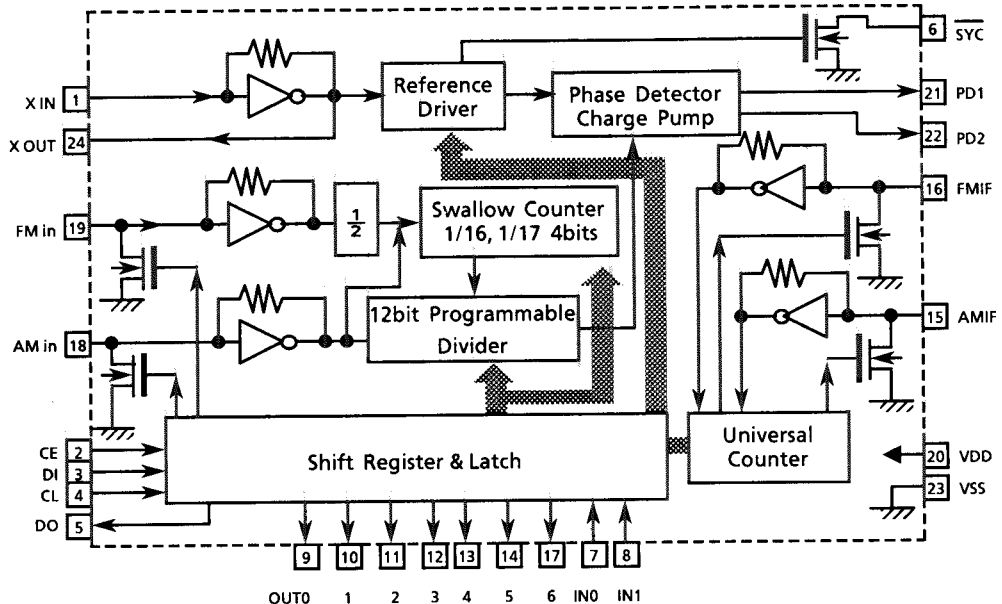 6
SYC
X IN 1
Reference
Driver
Phase Detector
Charge Pump
21 PD1
X OUT 24
22 PD2
16 FMIF
FM in 19
1
2
Swallow Counter
1/16, 1/17 4bits
12bit Programmable
Divider
15 AMIF
AM in 18
CE 2
DI 3
CL 4
DO 5
Shift Register & Latch
Universal
Counter
20 VDD
23 VSS
9 10 11 12 13 14 17 7 8
OUT0 1 2 3 4 5 6 IN0 IN1